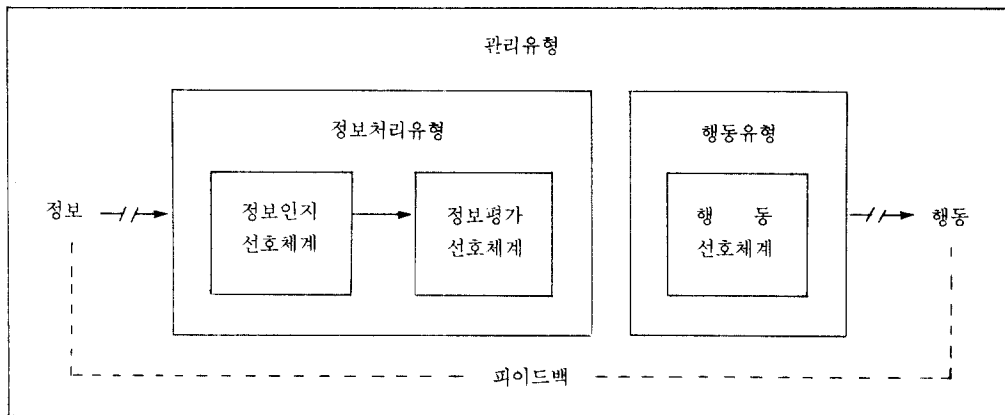 관리유형
정보처리유형
행동유형
정보
정보인지
선호체계
정보평가
선호체계
행 동
선호체계
행동
피이드백